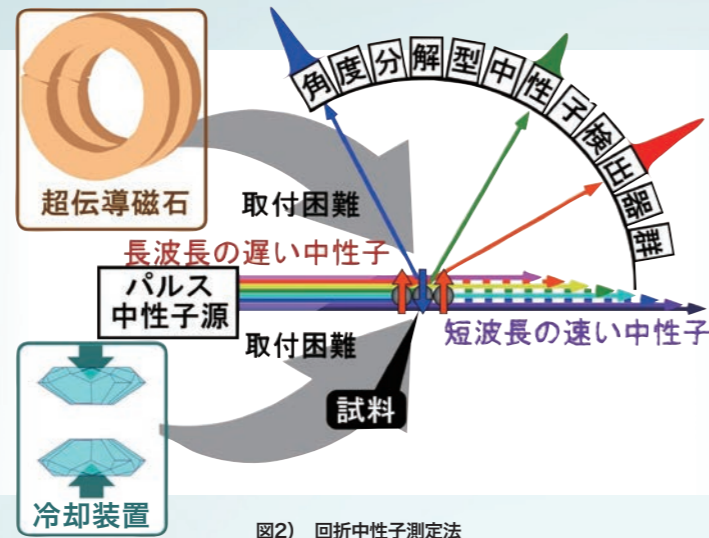 角度分解型中性子検出器群
超伝導磁石
取付困難
長波長の遅い中性子
パルス
中性子源
短波長の速い中性子
取付困難
試料
冷却装置
図2) 回折中性子測定法